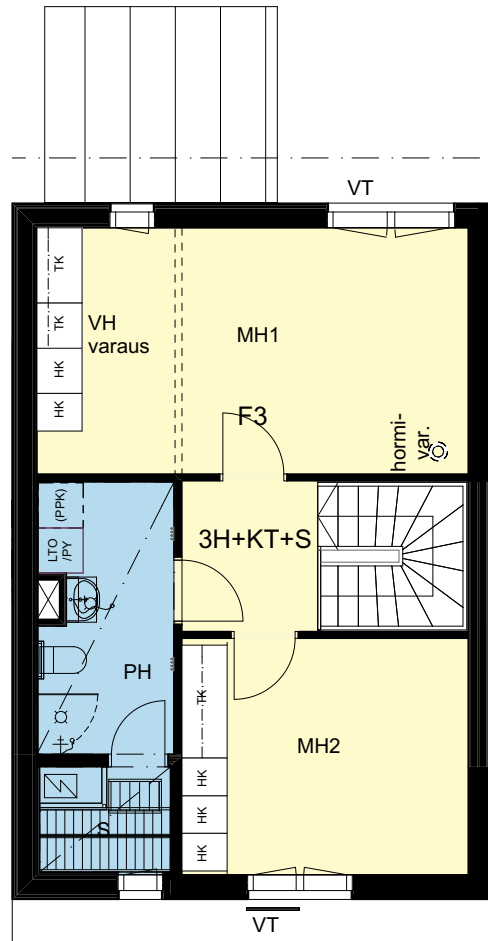 VT
TK
TK
HK
HK
VH
varaus
MH1
F3
hormi-
var.
(PPK)
LTO
/PY
3H+KT+S
PH
TK
HK
HK
HK
MH2
S
VT